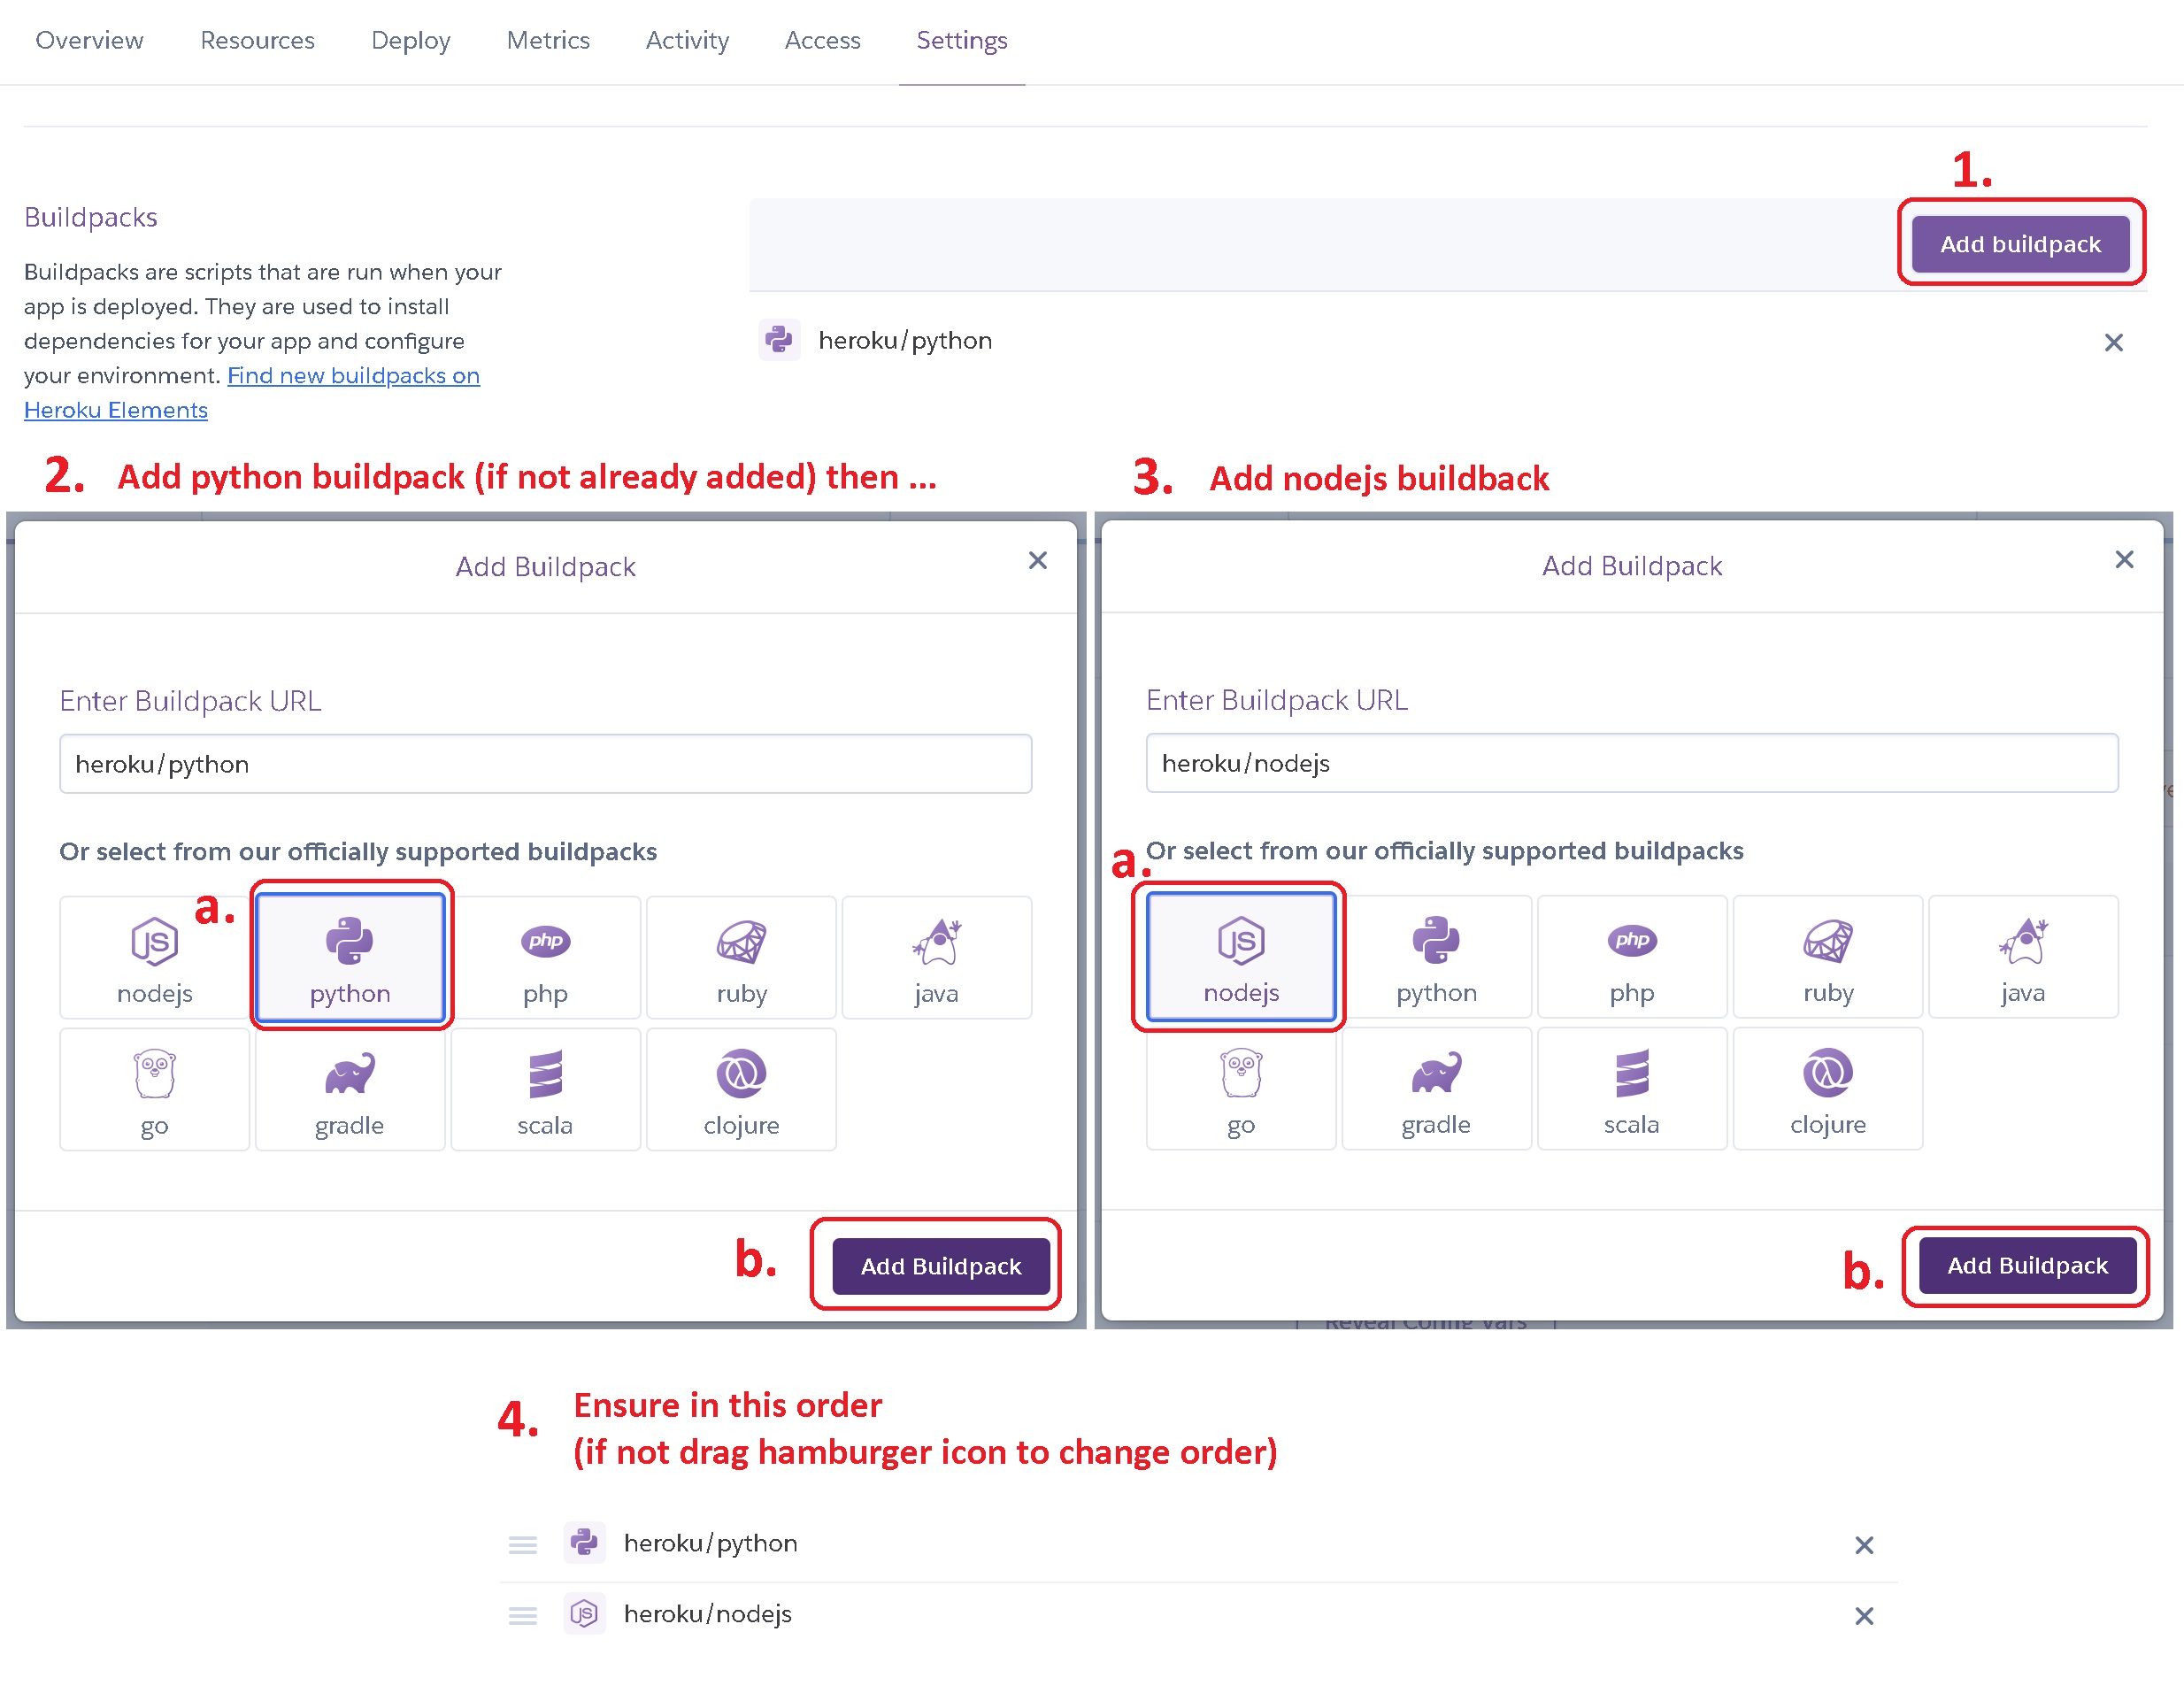 Overview Resources Deploy Metrics Activity Access Settings
1.
Buildpacks
Add buildpack
Buildpacks are scripts that are run when your
app is deployed. They are used to install
dependencies for your app and configure
your environment. Find new buildpacks on
Heroku Elements
heroku/python
2. Add python buildpack (if not already added) then ...
Add Buildpack
Enter Buildpack URL
heroku/python
Or select from our officially supported buildpacks
a.
nodejs python php ruby java
go gradle scala clojure
b. Add Buildpack
3. Add nodejs buildback
Add Buildpack
Enter Buildpack URL
heroku/nodejs
Or select from our officially supported buildpacks
a.
nodejs python php ruby java
go gradle scala clojure
b. Add Buildpack
Reveal Config Vars
4. Ensure in this order
(if not drag hamburger icon to change order)
heroku/python
heroku/nodejs